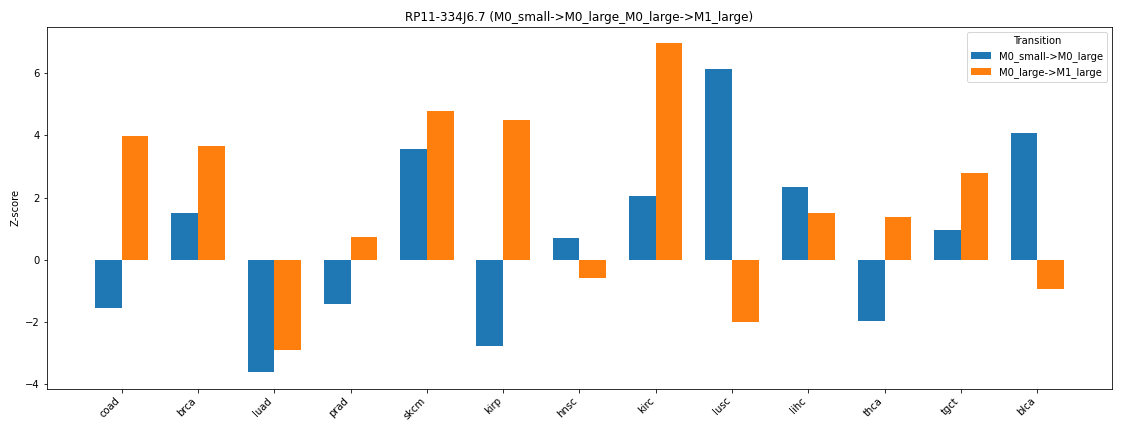 RP11-334J6.7 (M0_small->M0_large_M0_large->M1_large)
Transition
M0_small->M0_large
M0_large->M1_large
Z-score
6
4
2
0
−2
−4
coad
brca
luad
prad
skcm
kirp
hnsc
kirc
lusc
lihc
thca
tgct
blca